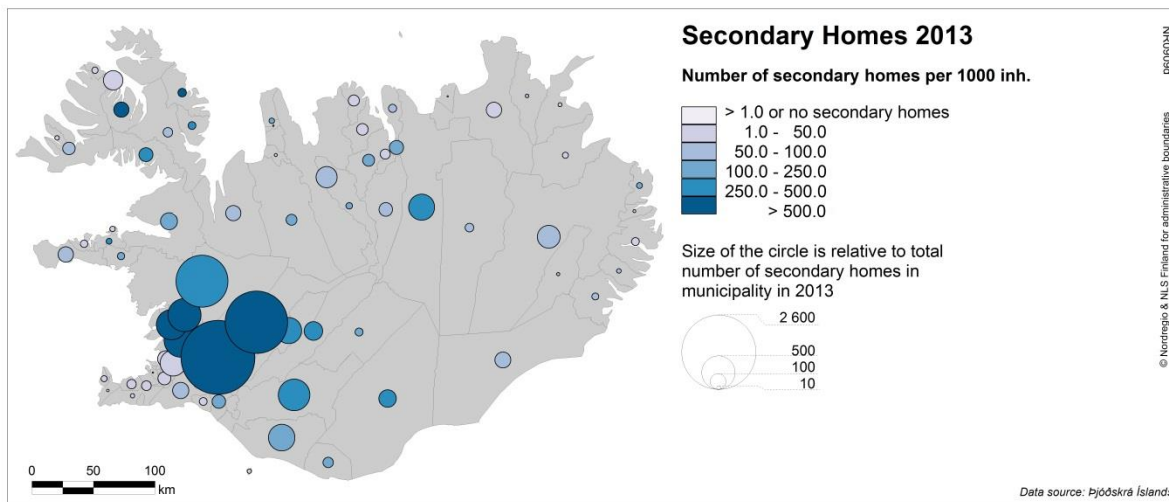 Secondary Homes 2013
Number of secondary homes per 1000 inh.
> 1.0 or no secondary homes
1.0 - 50.0
50.0 - 100.0
100.0 - 250.0
250.0 - 500.0
> 500.0
Size of the circle is relative to total
number of secondary homes in
municipality in 2013
2 600
500
100
10
0 50 100
km
© Nordregio & NLS Finland for administrative boundaries
Data source: Þjóðskrá Íslands